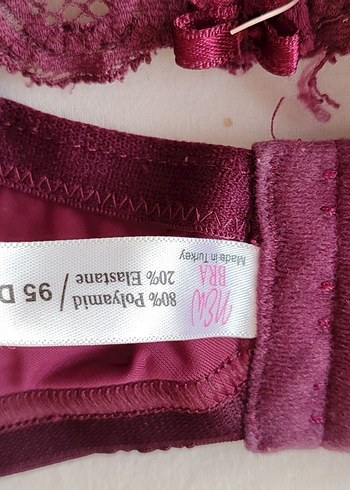 new
BRA
Made in Turkey
80% Polyamid
20% Elastane
/ 95 D